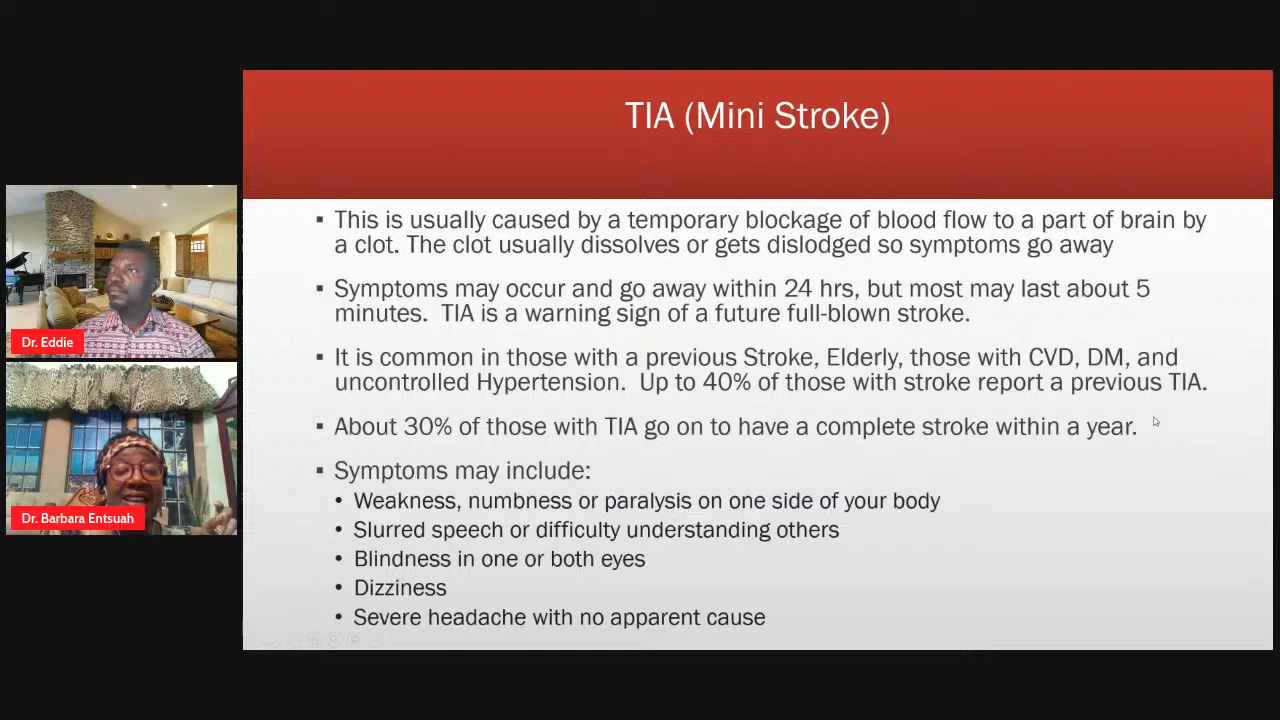 TIA (Mini Stroke)
▪ This is usually caused by a temporary blockage of blood flow to a part of brain by
a clot. The clot usually dissolves or gets dislodged so symptoms go away
▪ Symptoms may occur and go away within 24 hrs, but most may last about 5
minutes. TIA is a warning sign of a future full-blown stroke.
▪ It is common in those with a previous Stroke, Elderly, those with CVD, DM, and
uncontrolled Hypertension. Up to 40% of those with stroke report a previous TIA.
▪ About 30% of those with TIA go on to have a complete stroke within a year.
▪ Symptoms may include:
• Weakness, numbness or paralysis on one side of your body
• Slurred speech or difficulty understanding others
• Blindness in one or both eyes
• Dizziness
• Severe headache with no apparent cause
Dr. Eddie
Dr. Barbara Entsuah